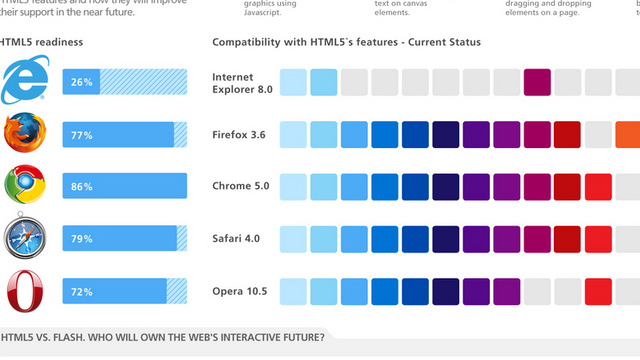 HTML5 features and how they will improve
their support in the near future.
graphics using
Javascript.
text on canvas
elements.
dragging and dropping
elements on a page.
HTML5 readiness
Compatibility with HTML5`s features - Current Status
26%
Internet
Explorer 8.0
77%
Firefox 3.6
86%
Chrome 5.0
79%
Safari 4.0
72%
Opera 10.5
HTML5 VS. FLASH. WHO WILL OWN THE WEB'S INTERACTIVE FUTURE?